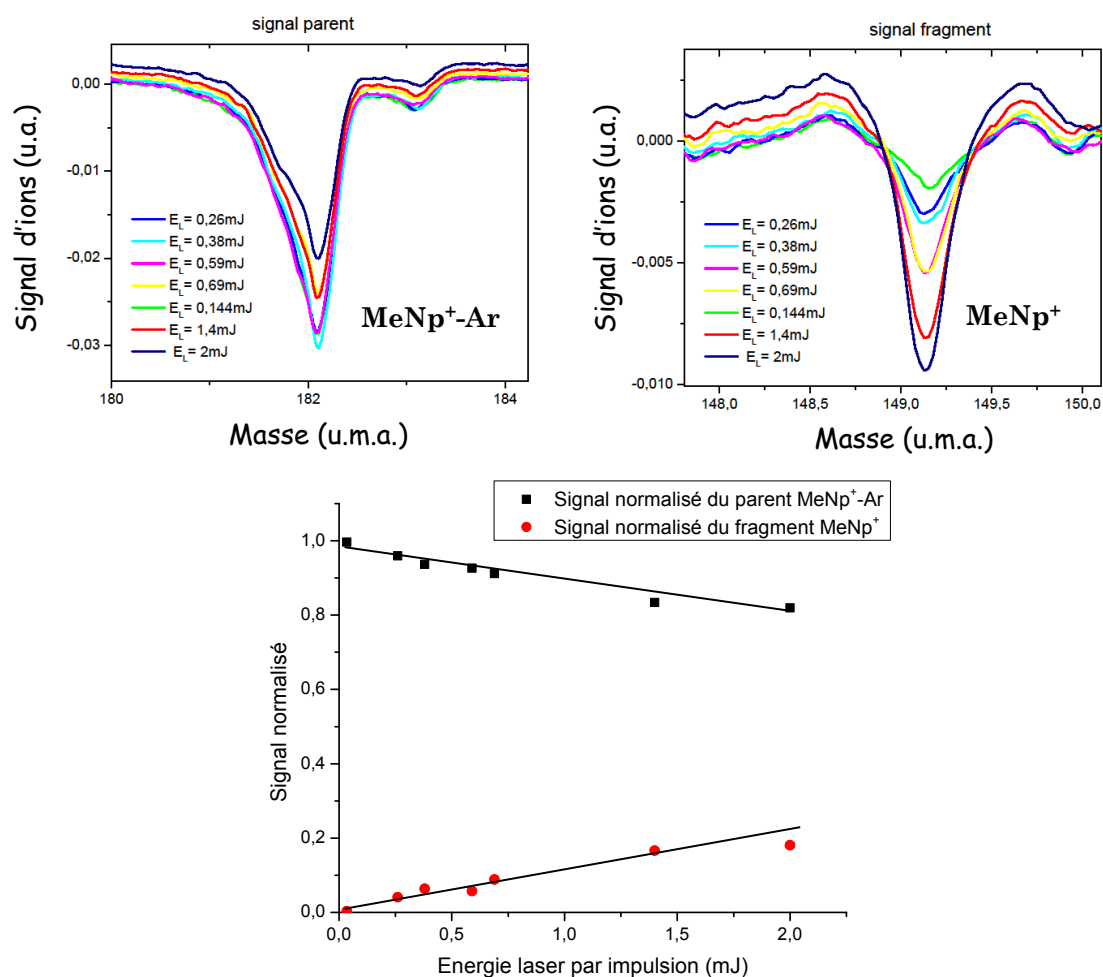 signal parent
Signal d'ions (u.a.)
0,00
-0,01
-0,02
-0,03
E_L = 0,26mJ
E_L = 0,38mJ
E_L = 0,59mJ
E_L = 0,69mJ
E_L = 0,144mJ
E_L = 1,4mJ
E_L = 2mJ
MeNp⁺-Ar
180 182 184
Masse (u.m.a.)
signal fragment
Signal d'ions (u.a.)
0,000
-0,005
-0,010
E_L = 0,26mJ
E_L = 0,38mJ
E_L = 0,59mJ
E_L = 0,69mJ
E_L = 0,144mJ
E_L = 1,4mJ
E_L = 2mJ
MeNp⁺
148,0 148,5 149,0 149,5 150,0
Masse (u.m.a.)
Signal normalisé du parent MeNp⁺-Ar
Signal normalisé du fragment MeNp⁺
Signal normalisé
1,0
0,8
0,6
0,4
0,2
0,0
0,0 0,5 1,0 1,5 2,0
Energie laser par impulsion (mJ)